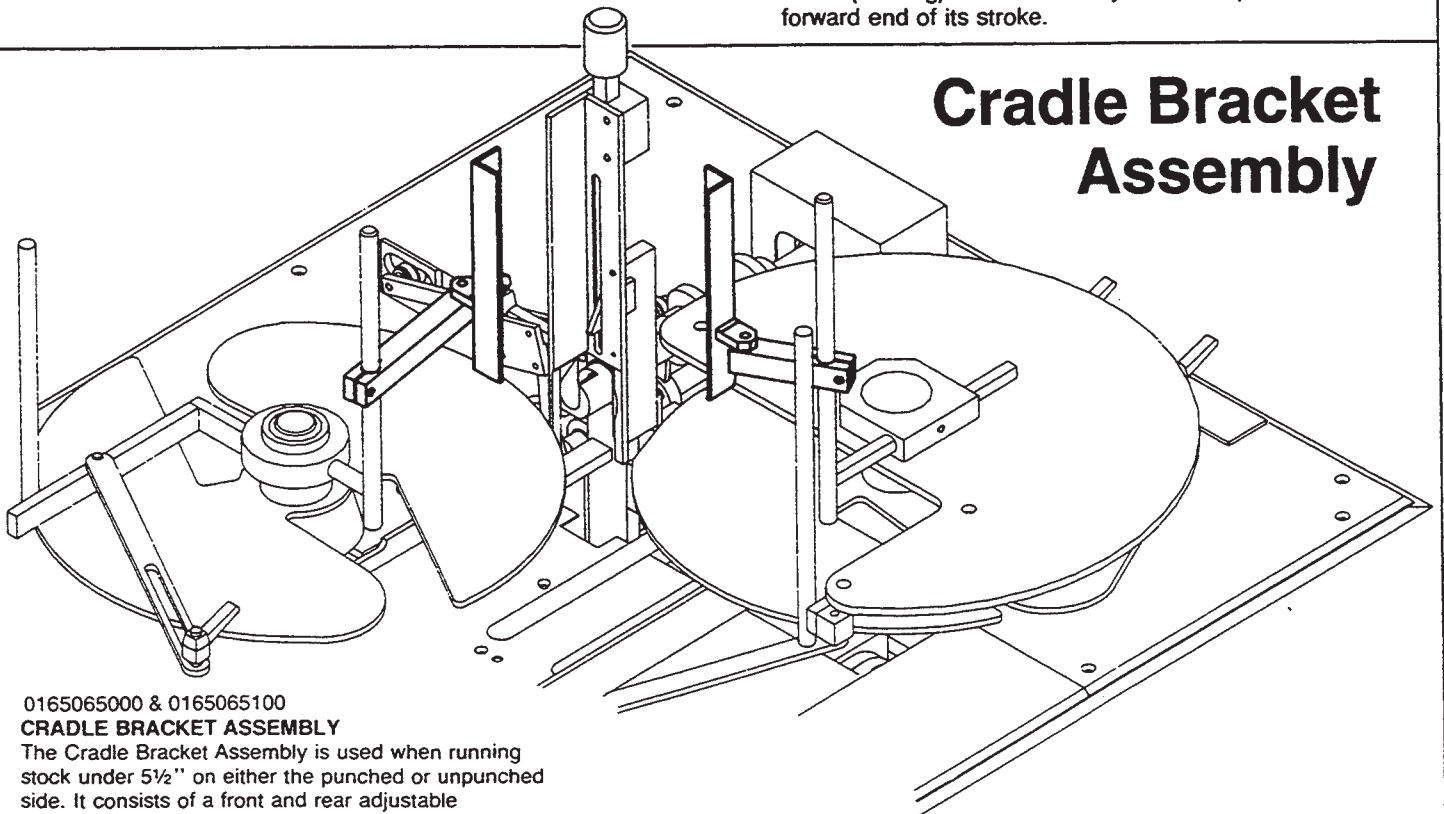 forward end of its stroke.
Cradle Bracket
Assembly
0165065000 & 0165065100
CRADLE BRACKET ASSEMBLY
The Cradle Bracket Assembly is used when running
stock under 5½" on either the punched or unpunched
side. It consists of a front and rear adjustable